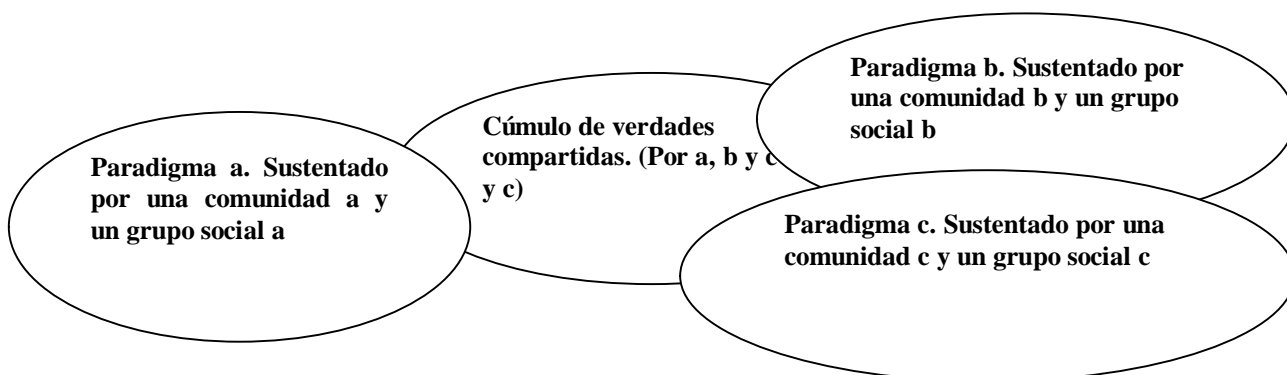 Paradigma a. Sustentado
por una comunidad a y
un grupo social a
Cúmulo de verdades
compartidas. (Por a, b y c
y c)
Paradigma b. Sustentado por
una comunidad b y un grupo
social b
Paradigma c. Sustentado por una
comunidad c y un grupo social c